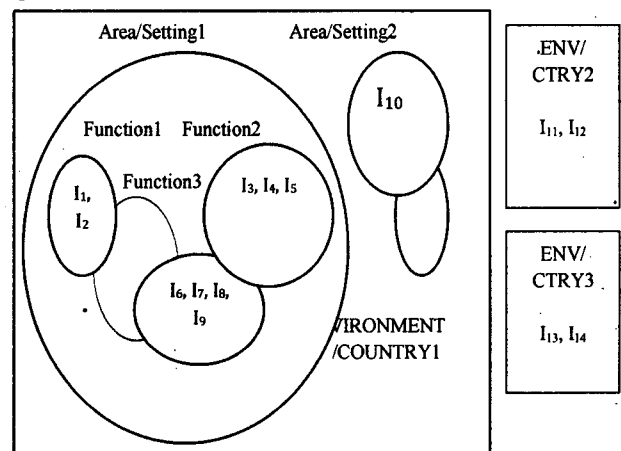 Area/Setting1
Area/Setting2
Function1
Function2
Function3
I₁,
I₂
I₃, I₄, I₅
I₆, I₇, I₈,
I₉
I₁₀
VIRONMENT
/COUNTRY1
.ENV/
CTRY2
I₁₁, I₁₂
ENV/
CTRY3
I₁₃, I₁₄